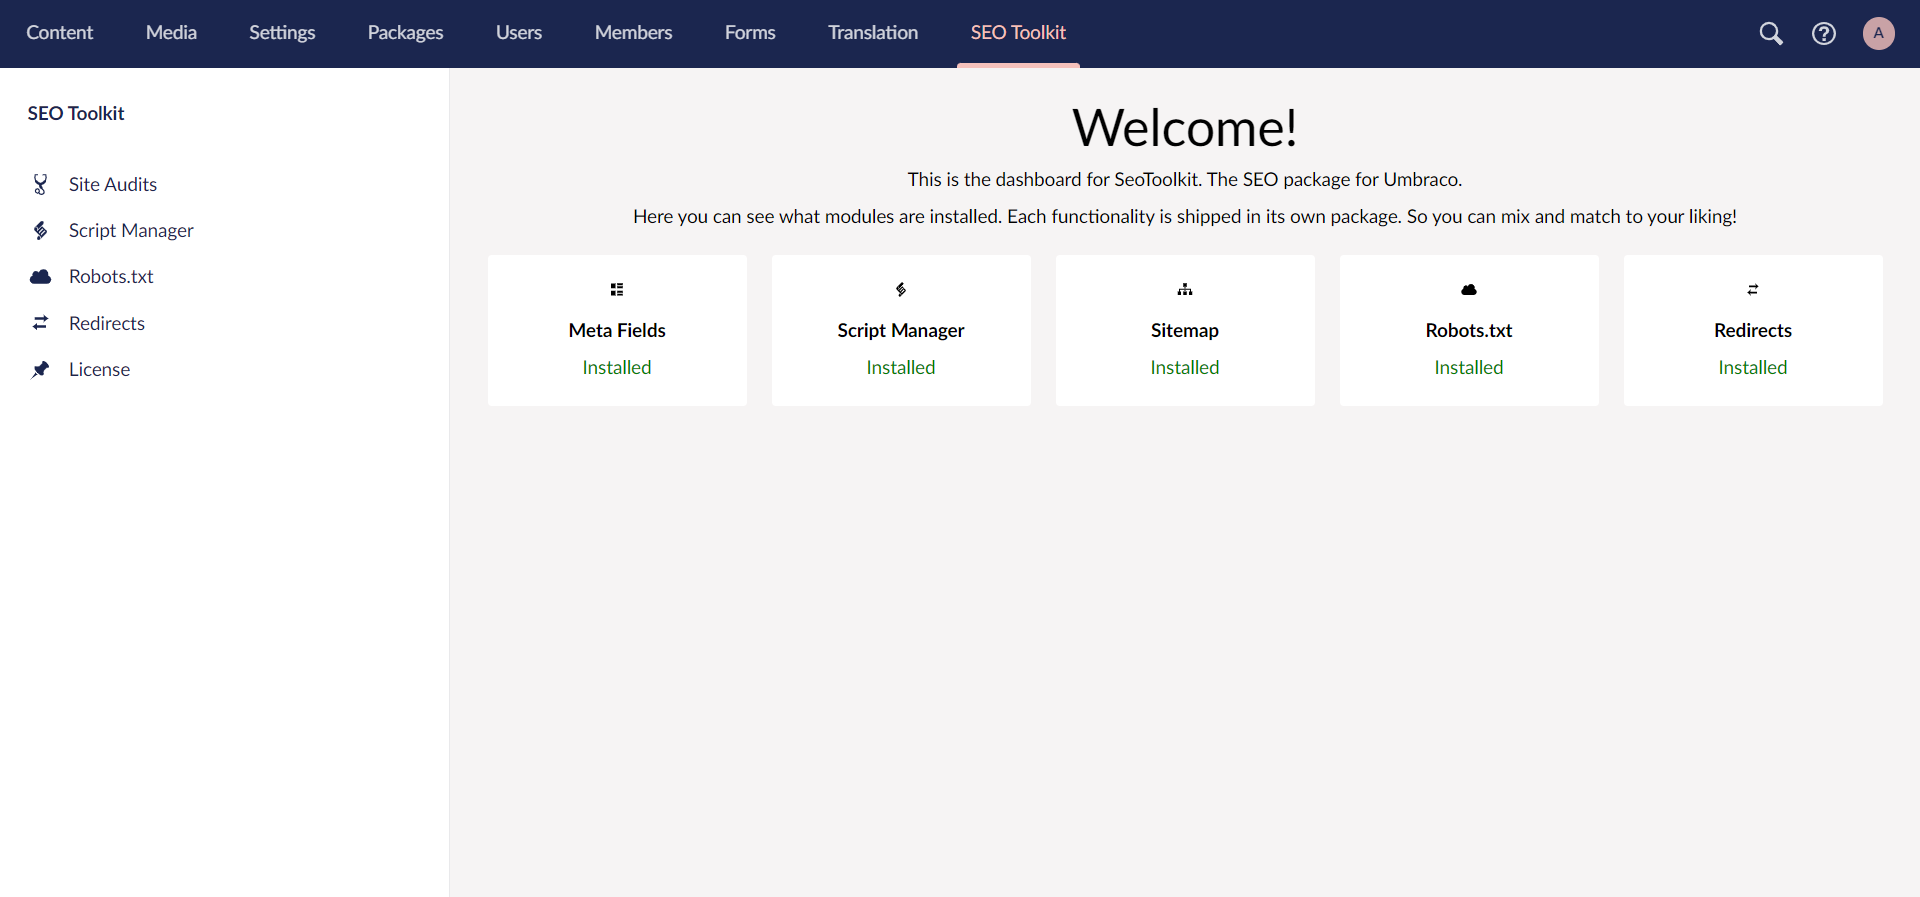 Content Media Settings Packages Users Members Forms Translation SEO Toolkit A
SEO Toolkit
Site Audits
Script Manager
Robots.txt
Redirects
License
Welcome!
This is the dashboard for SeoToolkit. The SEO package for Umbraco.
Here you can see what modules are installed. Each functionality is shipped in its own package. So you can mix and match to your liking!
Meta Fields
Installed
Script Manager
Installed
Sitemap
Installed
Robots.txt
Installed
Redirects
Installed